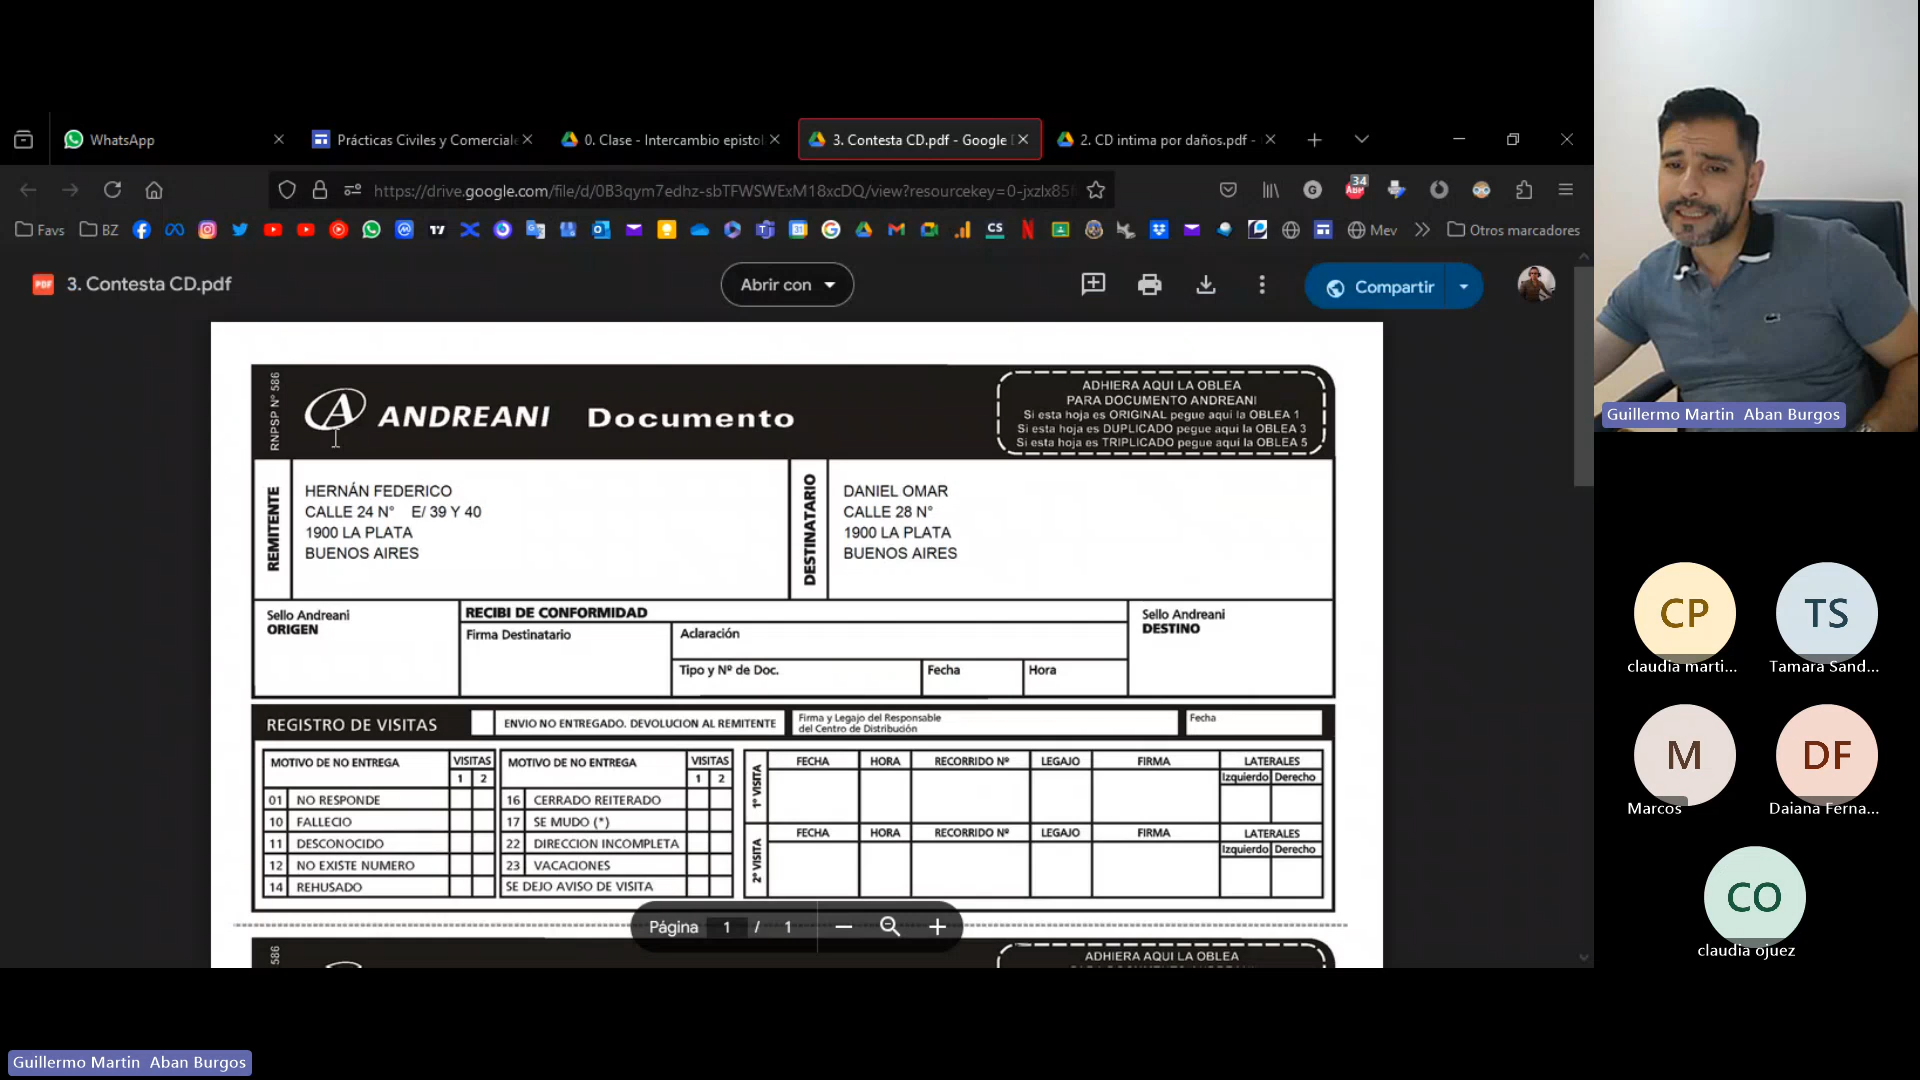 WhatsApp
Prácticas Civiles y Comerciale
0. Clase - Intercambio epistol
3. Contesta CD.pdf - Google
2. CD intima por daños.pdf -
https://drive.google.com/file/d/0B3qym7edhz-sbTFWSWExM18xcDQ/view?resourcekey=0-jxzlx85
34
ABP
G
Favs
BZ
CS
31
Mev
Otros marcadores
PDF
3. Contesta CD.pdf
Abrir con
Compartir
RNPSP Nº 586
A ANDREANI Documento
ADHIERA AQUI LA OBLEA
PARA DOCUMENTO ANDREANI
Si esta hoja es ORIGINAL pegue aqui la OBLEA 1
Si esta hoja es DUPLICADO pegue aqui la OBLEA 3
Si esta hoja es TRIPLICADO pegue aqui la OBLEA 5
REMITENTE
HERNÁN FEDERICO
CALLE 24 N° E/ 39 Y 40
1900 LA PLATA
BUENOS AIRES
DESTINATARIO
DANIEL OMAR
CALLE 28 N°
1900 LA PLATA
BUENOS AIRES
Sello Andreani
ORIGEN
RECIBI DE CONFORMIDAD
Firma Destinatario
Aclaración
Tipo y Nº de Doc.
Fecha
Hora
Sello Andreani
DESTINO
REGISTRO DE VISITAS
ENVIO NO ENTREGADO. DEVOLUCION AL REMITENTE
Firma y Legajo del Responsable
del Centro de Distribución
Fecha
MOTIVO DE NO ENTREGA VISITAS
1 2
01 NO RESPONDE
10 FALLECIO
11 DESCONOCIDO
12 NO EXISTE NUMERO
14 REHUSADO
MOTIVO DE NO ENTREGA VISITAS
1 2
16 CERRADO REITERADO
17 SE MUDO (*)
22 DIRECCION INCOMPLETA
23 VACACIONES
SE DEJO AVISO DE VISITA
1º VISITA
FECHA HORA RECORRIDO Nº LEGAJO FIRMA LATERALES
Izquierdo Derecho
2º VISITA
FECHA HORA RECORRIDO Nº LEGAJO FIRMA LATERALES
Izquierdo Derecho
Página 1 / 1
586
ADHIERA AQUI LA OBLEA
Guillermo Martin Aban Burgos
CP
claudia marti...
TS
Tamara Sand...
M
Marcos
DF
Daiana Ferna...
CO
claudia ojuez
Guillermo Martin Aban Burgos